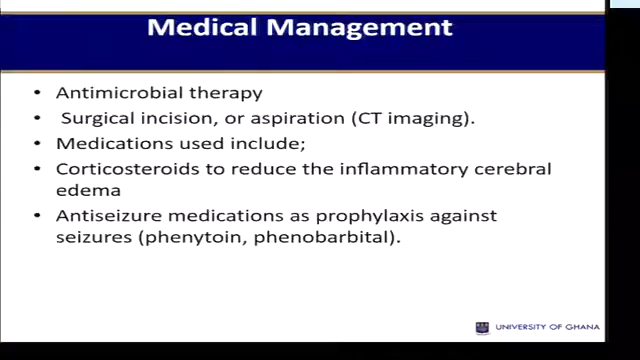 Medical Management
• Antimicrobial therapy
• Surgical incision, or aspiration (CT imaging).
• Medications used include;
• Corticosteroids to reduce the inflammatory cerebral
edema
• Antiseizure medications as prophylaxis against
seizures (phenytoin, phenobarbital).
UNIVERSITY OF GHANA